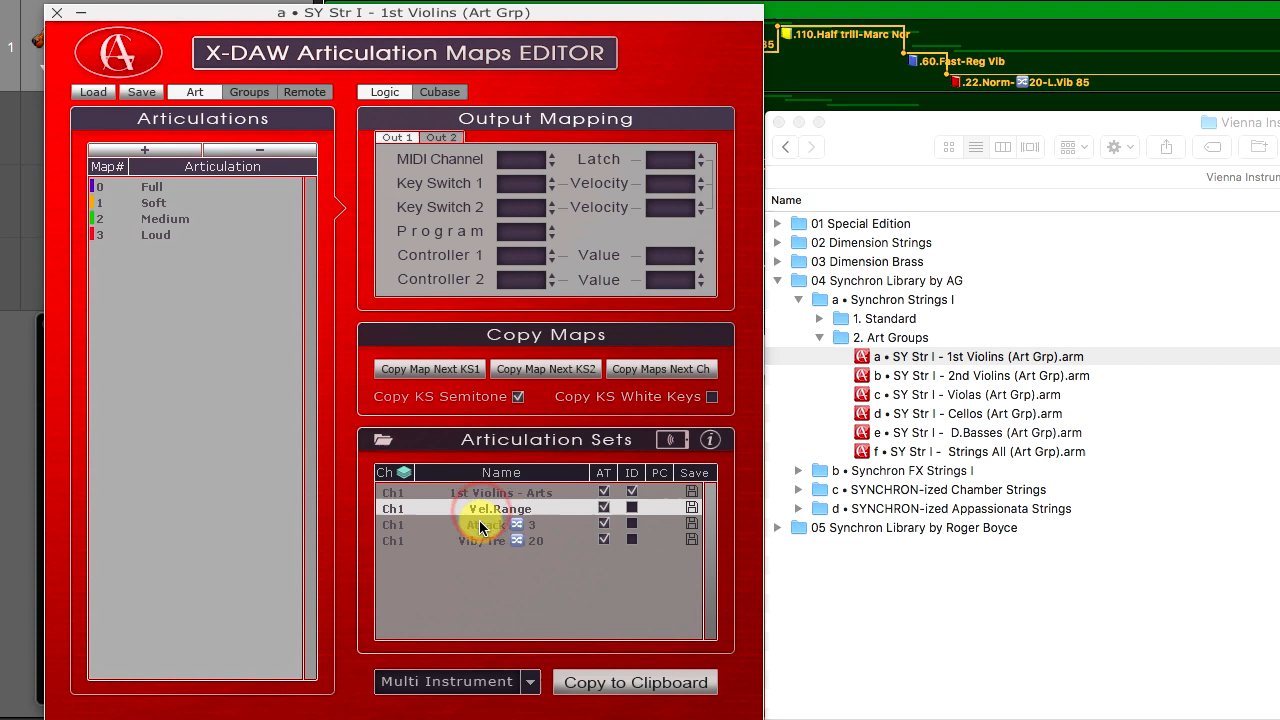 a • SY Str I - 1st Violins (Art Grp)
1
X-DAW Articulation Maps EDITOR
Load
Save
Art
Groups
Remote
Logic
Cubase
Articulations
+
−
Map# Articulation
0 Full
1 Soft
2 Medium
3 Loud
Output Mapping
Out 1
Out 2
MIDI Channel
Latch
Key Switch 1
Velocity
Key Switch 2
Velocity
Program
Controller 1
Value
Controller 2
Value
Copy Maps
Copy Map Next KS1
Copy Map Next KS2
Copy Maps Next Ch
Copy KS Semitone
Copy KS White Keys
Articulation Sets
Ch Name AT ID PC Save
Ch1 1st Violins - Arts
Ch1 Vel.Range
Ch1 Attack 🔀 3
Ch1 Vib/Tre 🔀 20
Multi Instrument
Copy to Clipboard
85
.110.Half trill-Marc Nor
.60.Fast-Reg Vib
.22.Norm-🔀20-L.Vib 85
Vienna Ins
Vienna Instrum
Name
01 Special Edition
02 Dimension Strings
03 Dimension Brass
04 Synchron Library by AG
a • Synchron Strings I
1. Standard
2. Art Groups
a • SY Str I - 1st Violins (Art Grp).arm
b • SY Str I - 2nd Violins (Art Grp).arm
c • SY Str I - Violas (Art Grp).arm
d • SY Str I - Cellos (Art Grp).arm
e • SY Str I -  D.Basses (Art Grp).arm
f • SY Str I -  Strings All (Art Grp).arm
b • Synchron FX Strings I
c • SYNCHRON-ized Chamber Strings
d • SYNCHRON-ized Appassionata Strings
05 Synchron Library by Roger Boyce